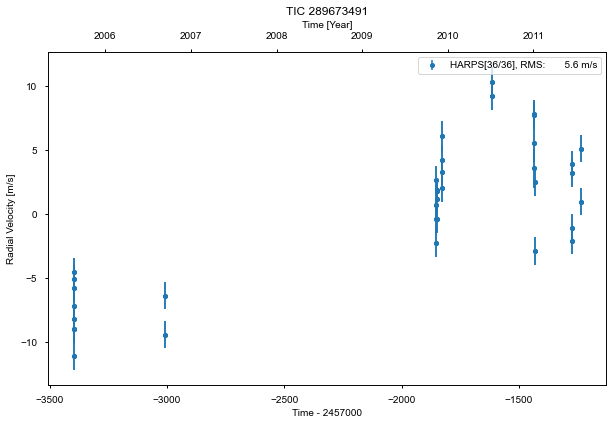 TIC 289673491
Time [Year]
2006 2007 2008 2009 2010 2011
HARPS[36/36], RMS: 5.6 m/s
Radial Velocity [m/s]
10
5
0
−5
−10
−3500 −3000 −2500 −2000 −1500
Time - 2457000